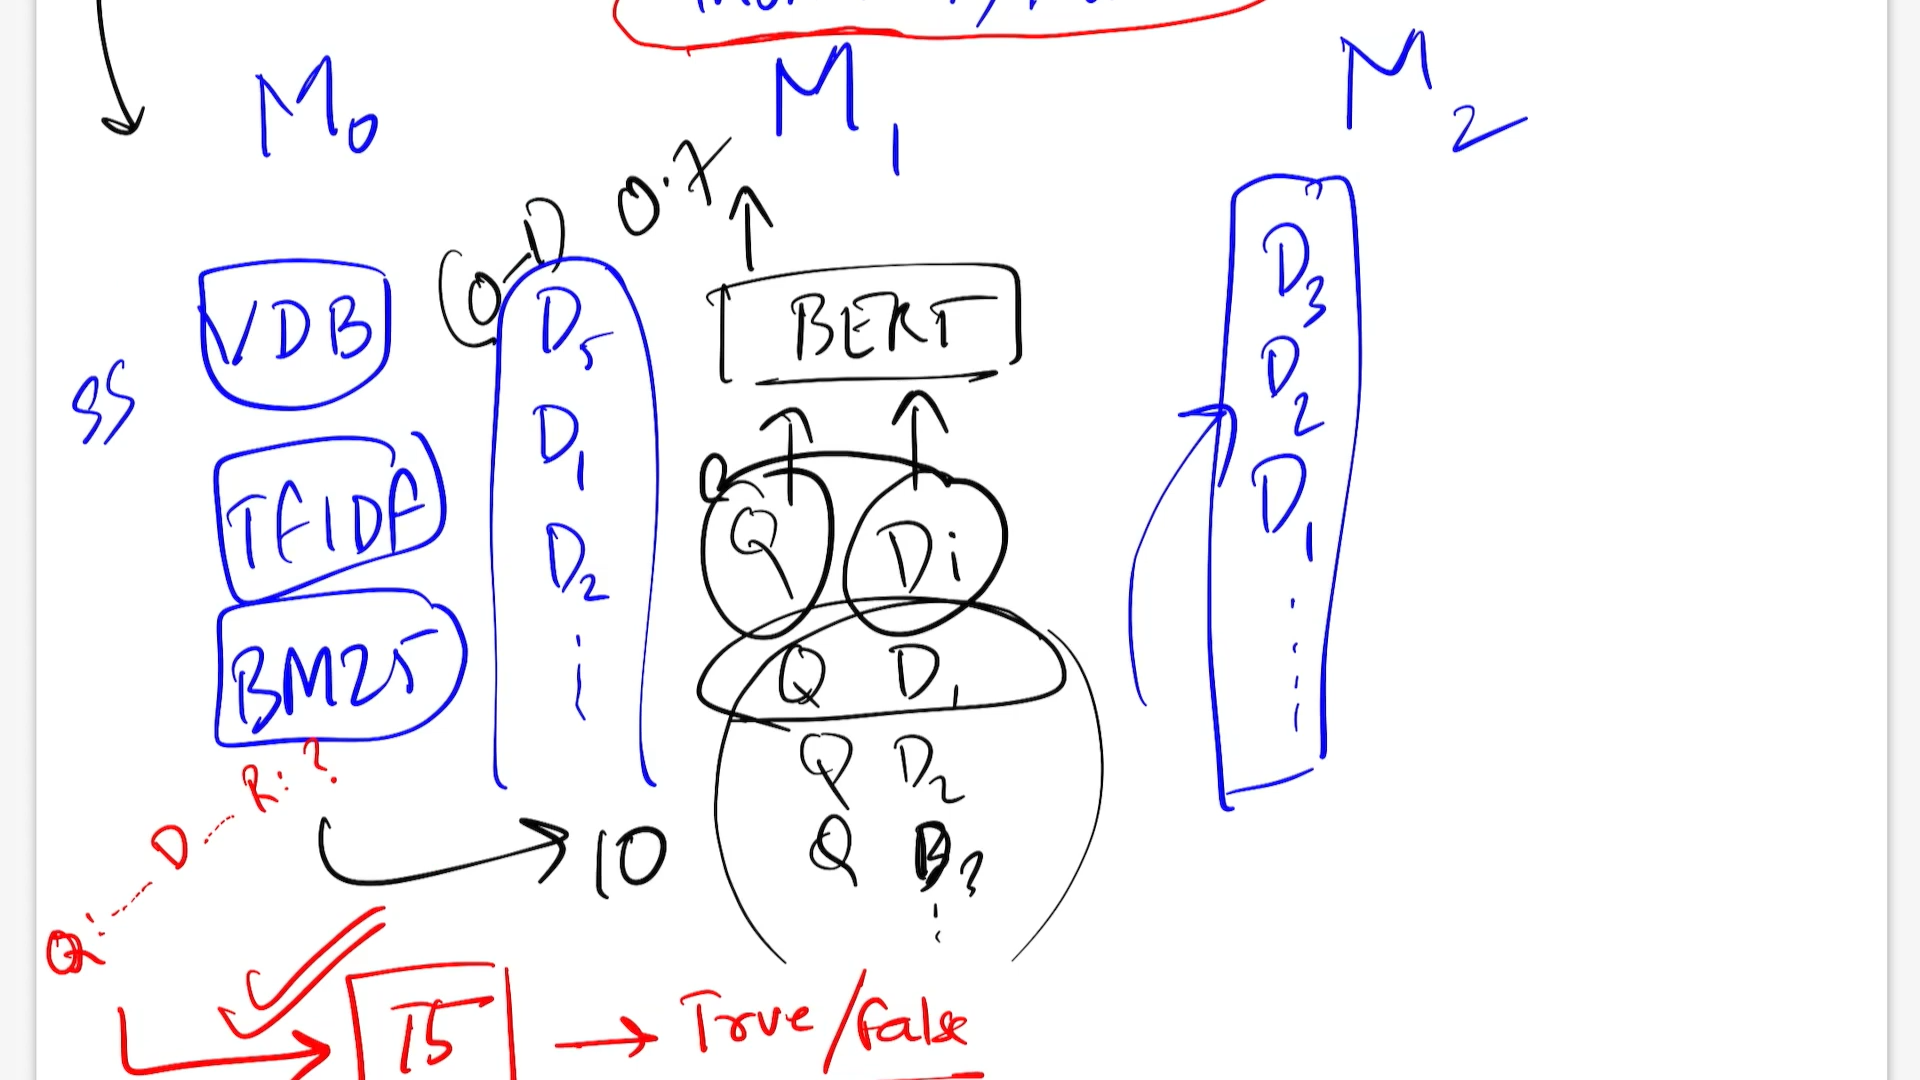 M0 M1 M2
0.7
D
O
VDB
SS
TFIDF
BM25
D5
D1
D2
BERT
Q Di
Q D1
Q D2
Q D3
D3
D2
D1
10
Q: D R: ?
T5 → True/False